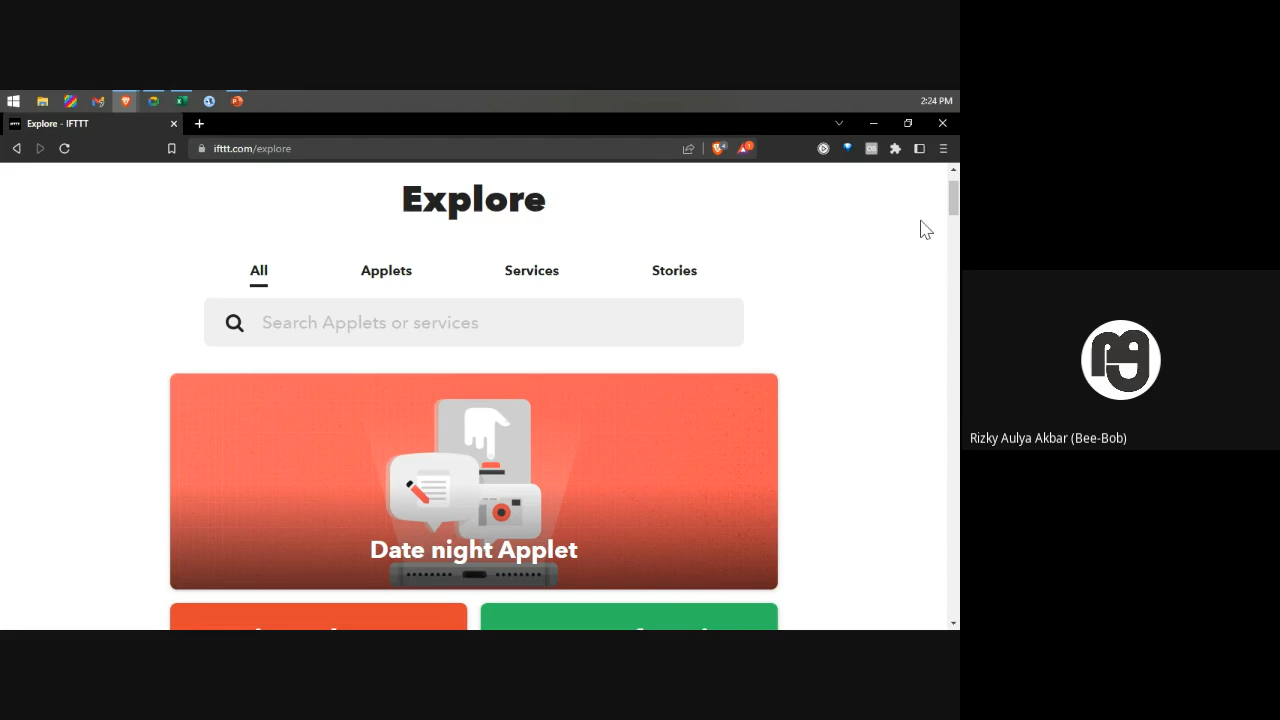 2:24 PM
Explore - IFTTT
ifttt.com/explore
Explore
All
Applets
Services
Stories
Search Applets or services
Date night Applet
Rizky Aulya Akbar (Bee-Bob)